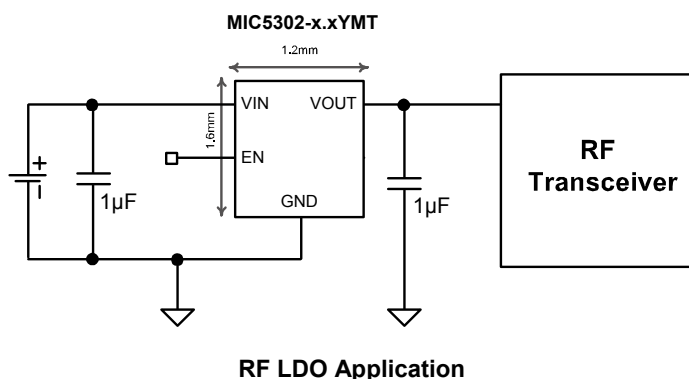 MIC5302-x.xYMT
1.2mm
1.6mm
VIN
VOUT
EN
GND
+
1µF
1µF
RF
Transceiver
RF LDO Application